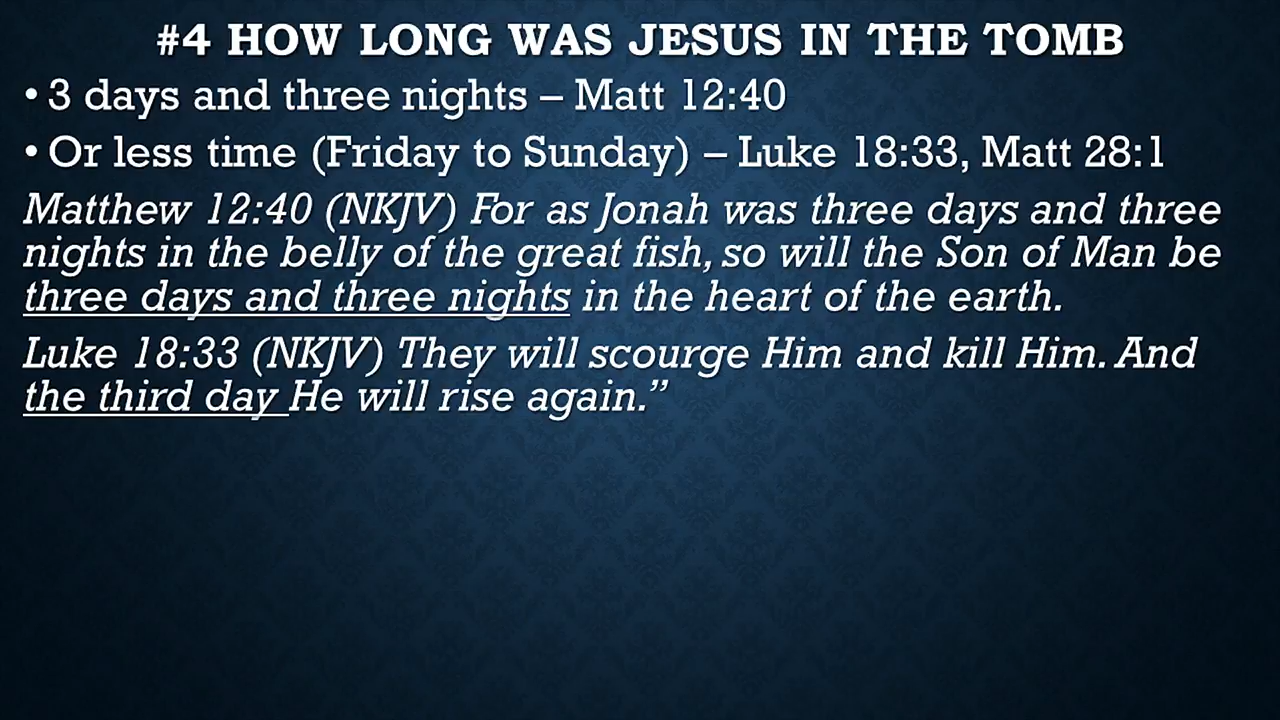 #4 HOW LONG WAS JESUS IN THE TOMB
• 3 days and three nights – Matt 12:40
• Or less time (Friday to Sunday) – Luke 18:33, Matt 28:1
Matthew 12:40 (NKJV) For as Jonah was three days and three
nights in the belly of the great fish, so will the Son of Man be
three days and three nights in the heart of the earth.
Luke 18:33 (NKJV) They will scourge Him and kill Him. And
the third day He will rise again.”